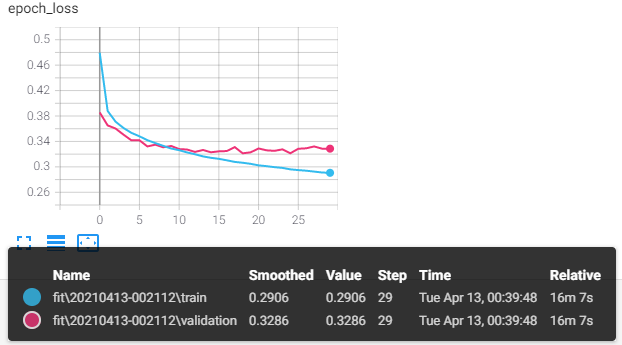 epoch_loss
0.5
0.46
0.42
0.38
0.34
0.3
0.26
0 5 10 15 20 25
Name Smoothed Value Step Time Relative
fit\20210413-002112\train 0.2906 0.2906 29 Tue Apr 13, 00:39:48 16m 7s
fit\20210413-002112\validation 0.3286 0.3286 29 Tue Apr 13, 00:39:48 16m 7s